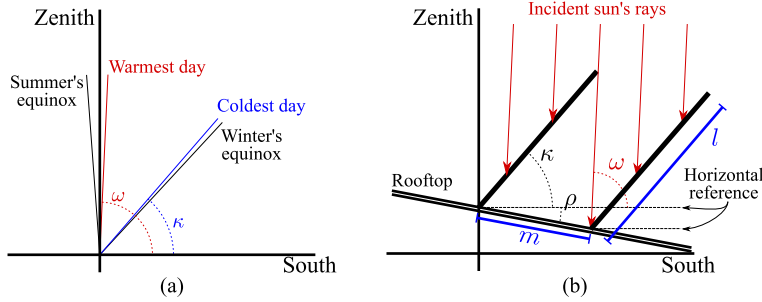 Zenith
Warmest day
Summer's
equinox
Coldest day
Winter's
equinox
ω
κ
South
(a)
Incident sun's rays
Zenith
κ
ω
l
Rooftop
ρ
Horizontal
reference
m
South
(b)